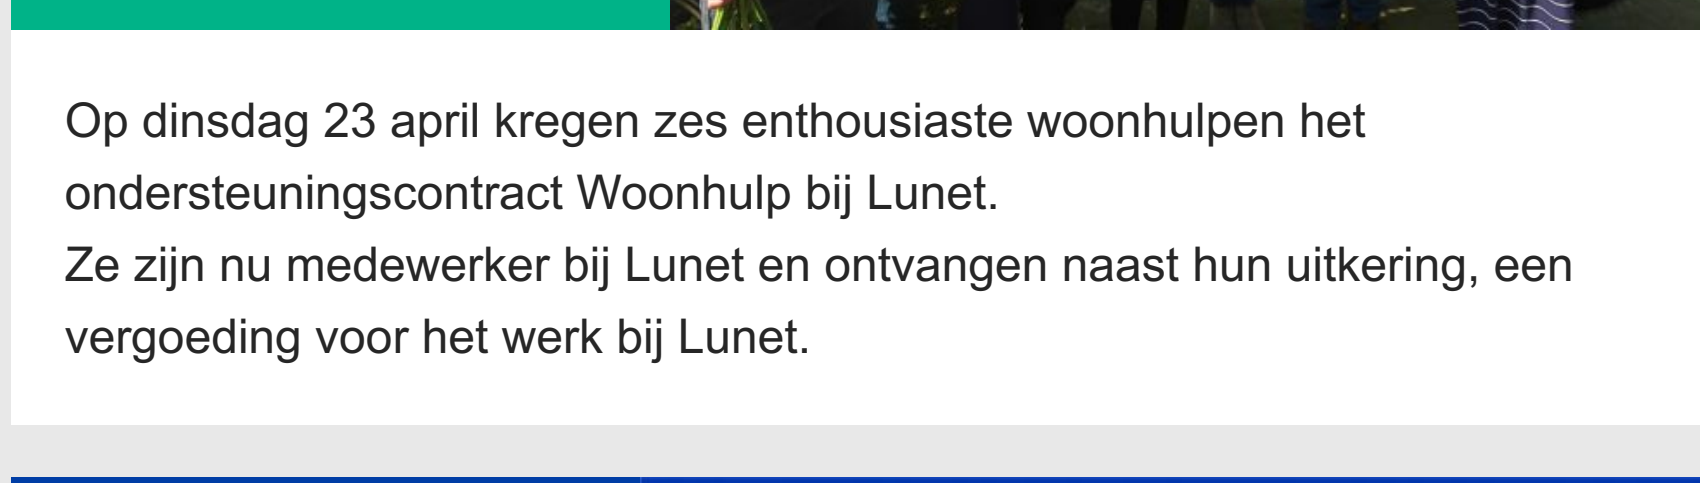 Op dinsdag 23 april kregen zes enthousiaste woonhulpen het
ondersteuningscontract Woonhulp bij Lunet.
Ze zijn nu medewerker bij Lunet en ontvangen naast hun uitkering, een
vergoeding voor het werk bij Lunet.